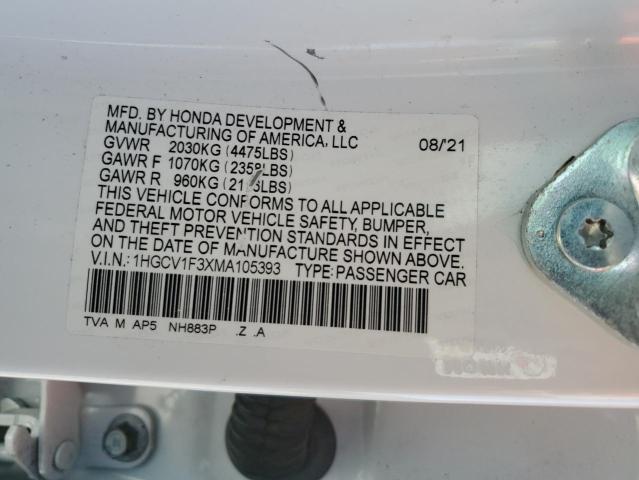 MFD. BY HONDA DEVELOPMENT &
MANUFACTURING OF AMERICA, LLC 08/21
GVWR 2030KG (4475LBS)
GAWR F 1070KG
GAWR R 960KG
THIS VEHICLE CONFORMS TO ALL APPLICABLE
FEDERAL MOTOR VEHICLE SAFETY, BUMPER,
AND THEFT PREVENTION STANDARDS IN EFFECT
ON THE DATE OF MANUFACTURE SHOWN ABOVE.
V.I.N.: 1HGCV1F3XMA105393 TYPE: PASSENGER CAR
TVA M AP5 NH883P .Z .A